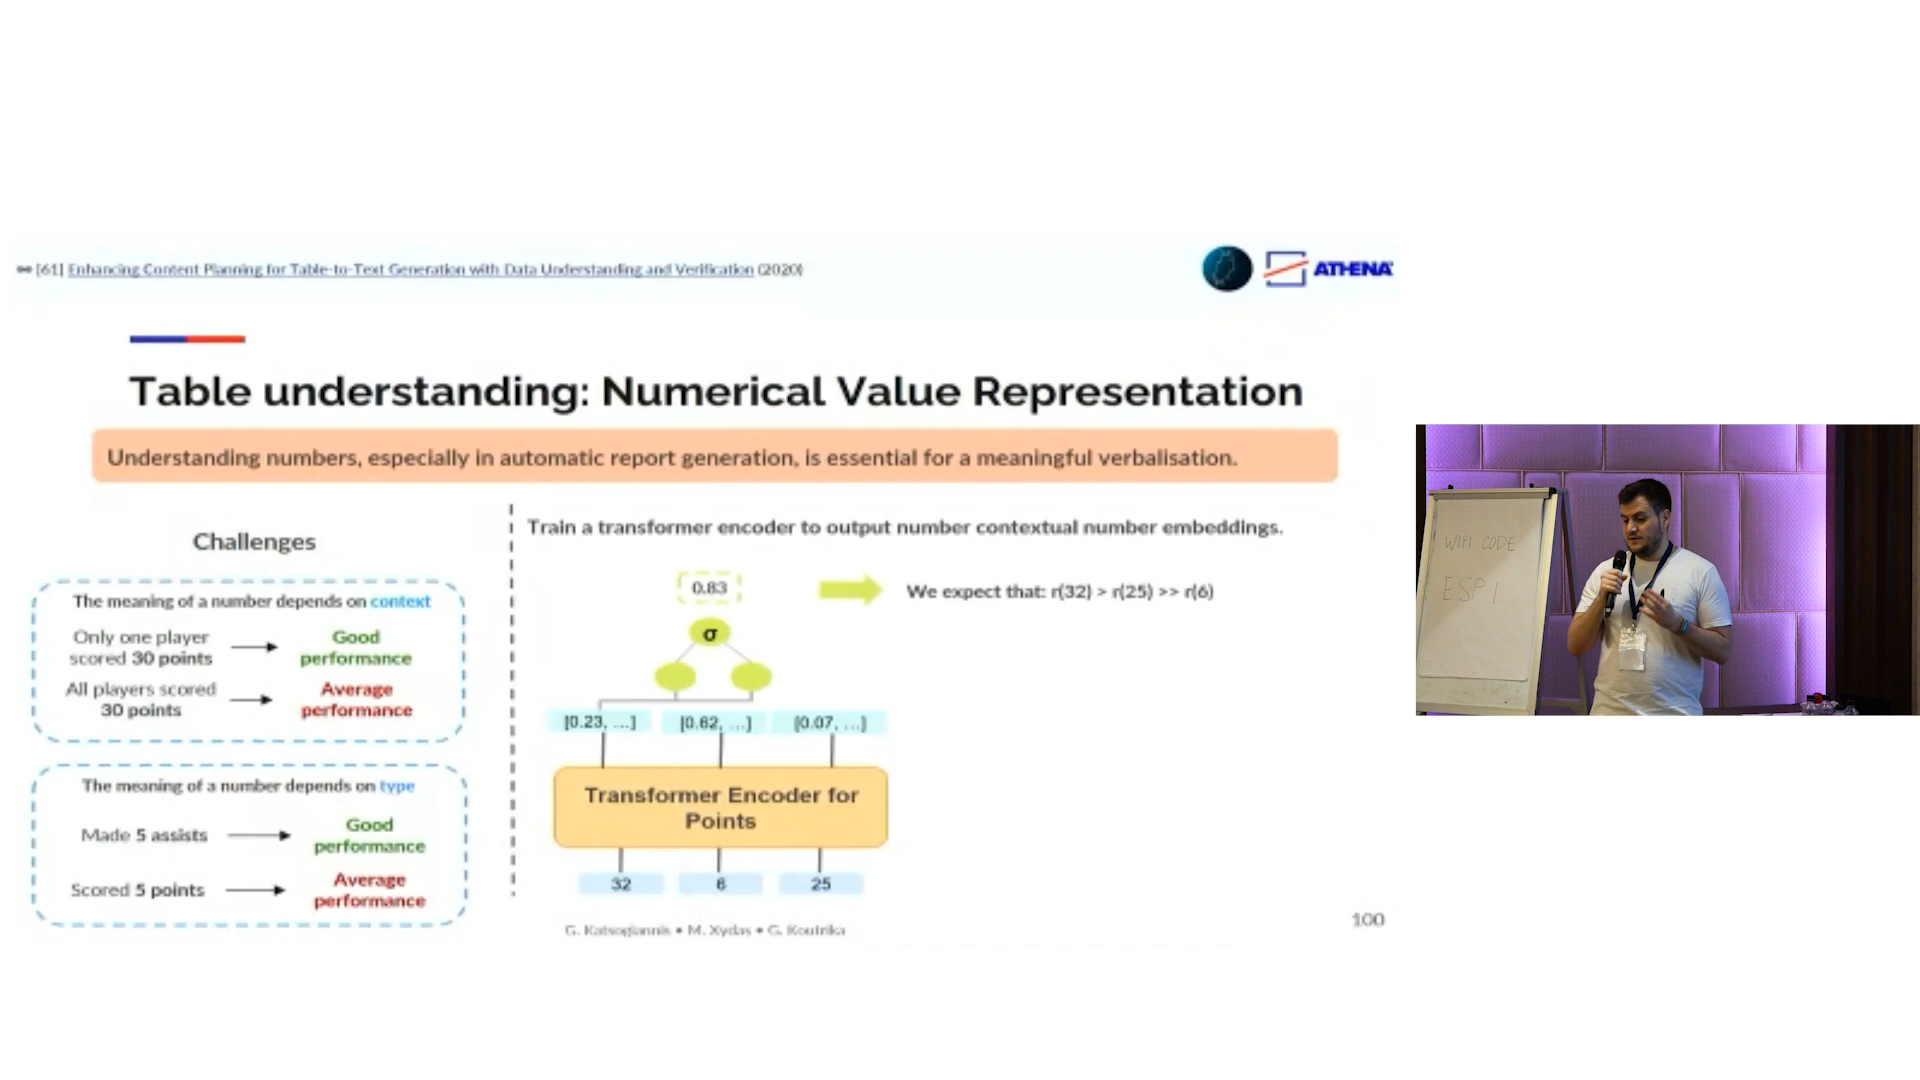 [61] Enhancing Content Planning for Table-to-Text Generation with Data Understanding and Verification (2020)
ATHENA
Table understanding: Numerical Value Representation
Understanding numbers, especially in automatic report generation, is essential for a meaningful verbalisation.
Challenges
The meaning of a number depends on context
Only one player
scored 30 points
Good
performance
All players scored
30 points
Average
performance
The meaning of a number depends on type
Made 5 assists
Good
performance
Scored 5 points
Average
performance
Train a transformer encoder to output number contextual number embeddings.
0.83
We expect that: r(32) > r(25) >> r(6)
σ
[0.23, ...] [0.62, ...] [0.07, ...]
Transformer Encoder for
Points
32 6 25
G. Katsogiannis • M. Xydas • G. Koutrika
100
WIFI CODE
ESP1